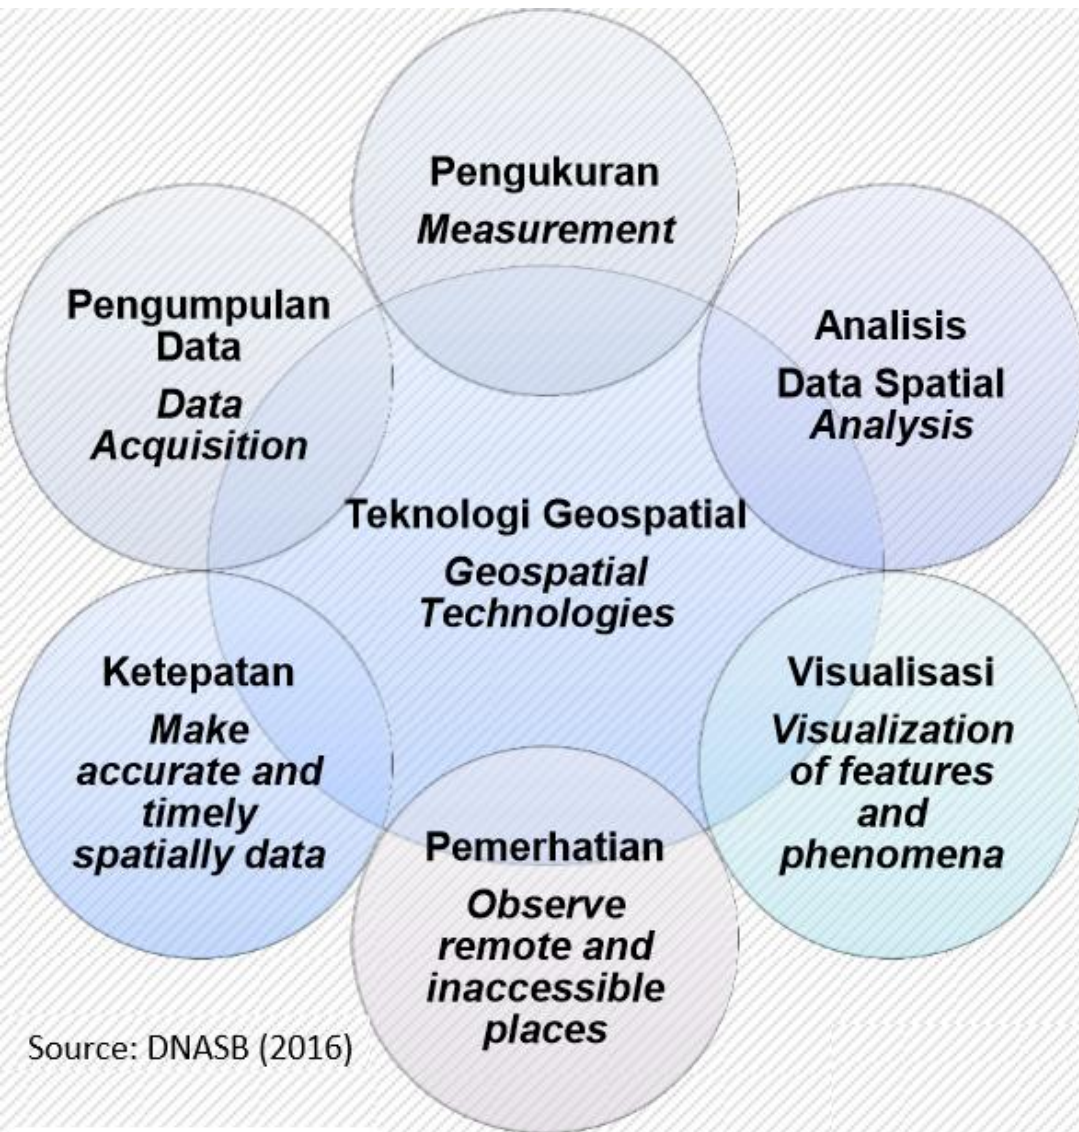 Pengukuran
Measurement
Pengumpulan
Data
Data
Acquisition
Analisis
Data Spatial
Analysis
Teknologi Geospatial
Geospatial
Technologies
Ketepatan
Make
accurate and
timely
spatially data
Visualisasi
Visualization
of features
and
phenomena
Pemerhatian
Observe
remote and
inaccessible
places
Source: DNASB (2016)